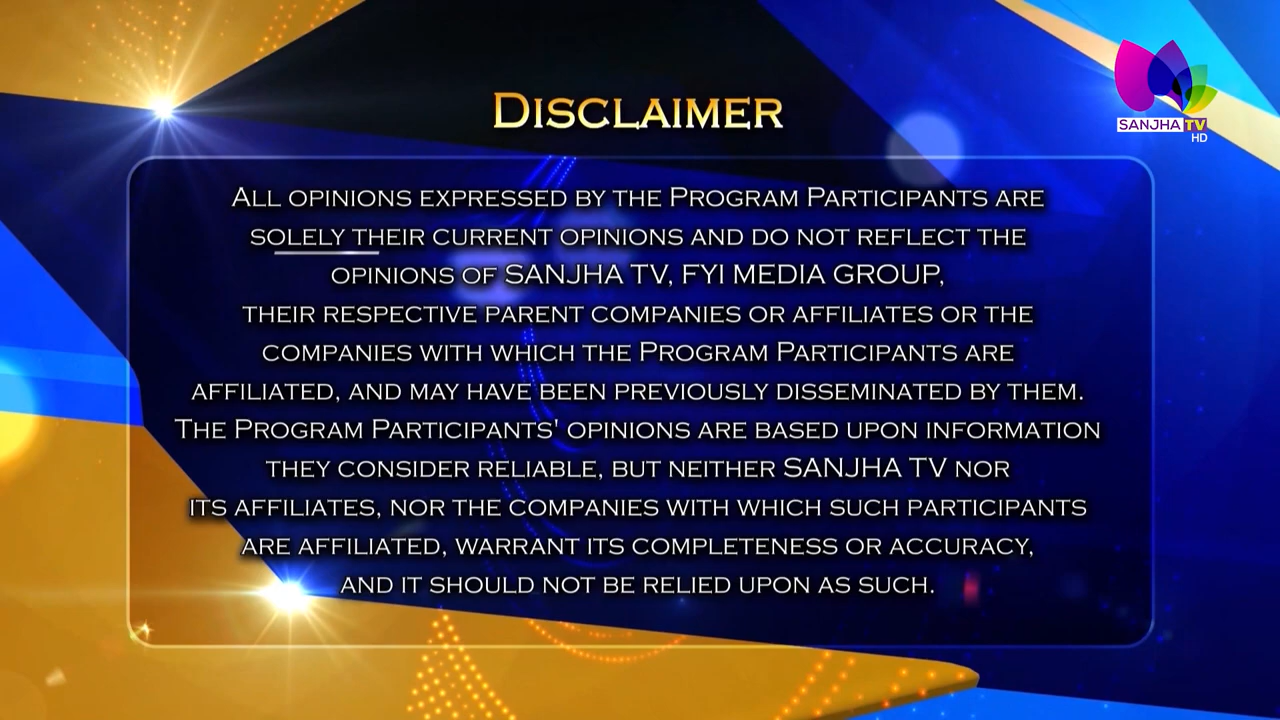 DISCLAIMER
SANJHA TV
HD
ALL OPINIONS EXPRESSED BY THE PROGRAM PARTICIPANTS ARE
SOLELY THEIR CURRENT OPINIONS AND DO NOT REFLECT THE
OPINIONS OF SANJHA TV, FYI MEDIA GROUP,
THEIR RESPECTIVE PARENT COMPANIES OR AFFILIATES OR THE
COMPANIES WITH WHICH THE PROGRAM PARTICIPANTS ARE
AFFILIATED, AND MAY HAVE BEEN PREVIOUSLY DISSEMINATED BY THEM.
THE PROGRAM PARTICIPANTS' OPINIONS ARE BASED UPON INFORMATION
THEY CONSIDER RELIABLE, BUT NEITHER SANJHA TV NOR
ITS AFFILIATES, NOR THE COMPANIES WITH WHICH SUCH PARTICIPANTS
ARE AFFILIATED, WARRANT ITS COMPLETENESS OR ACCURACY,
AND IT SHOULD NOT BE RELIED UPON AS SUCH.